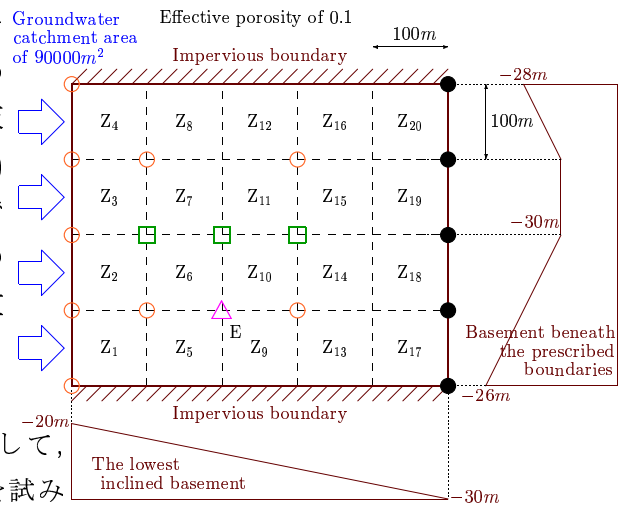 Groundwater
catchment area
of 90000m²
Effective porosity of 0.1
100m
Impervious boundary
−28m
Z₄ Z₈ Z₁₂ Z₁₆ Z₂₀
100m
Z₃ Z₇ Z₁₁ Z₁₅ Z₁₉
−30m
Z₂ Z₆ Z₁₀ Z₁₄ Z₁₈
E
Z₁ Z₅ Z₉ Z₁₃ Z₁₇
Basement beneath
the prescribed
boundaries
−26m
Impervious boundary
−20m
して,
The lowest
inclined basement
を試み
−30m